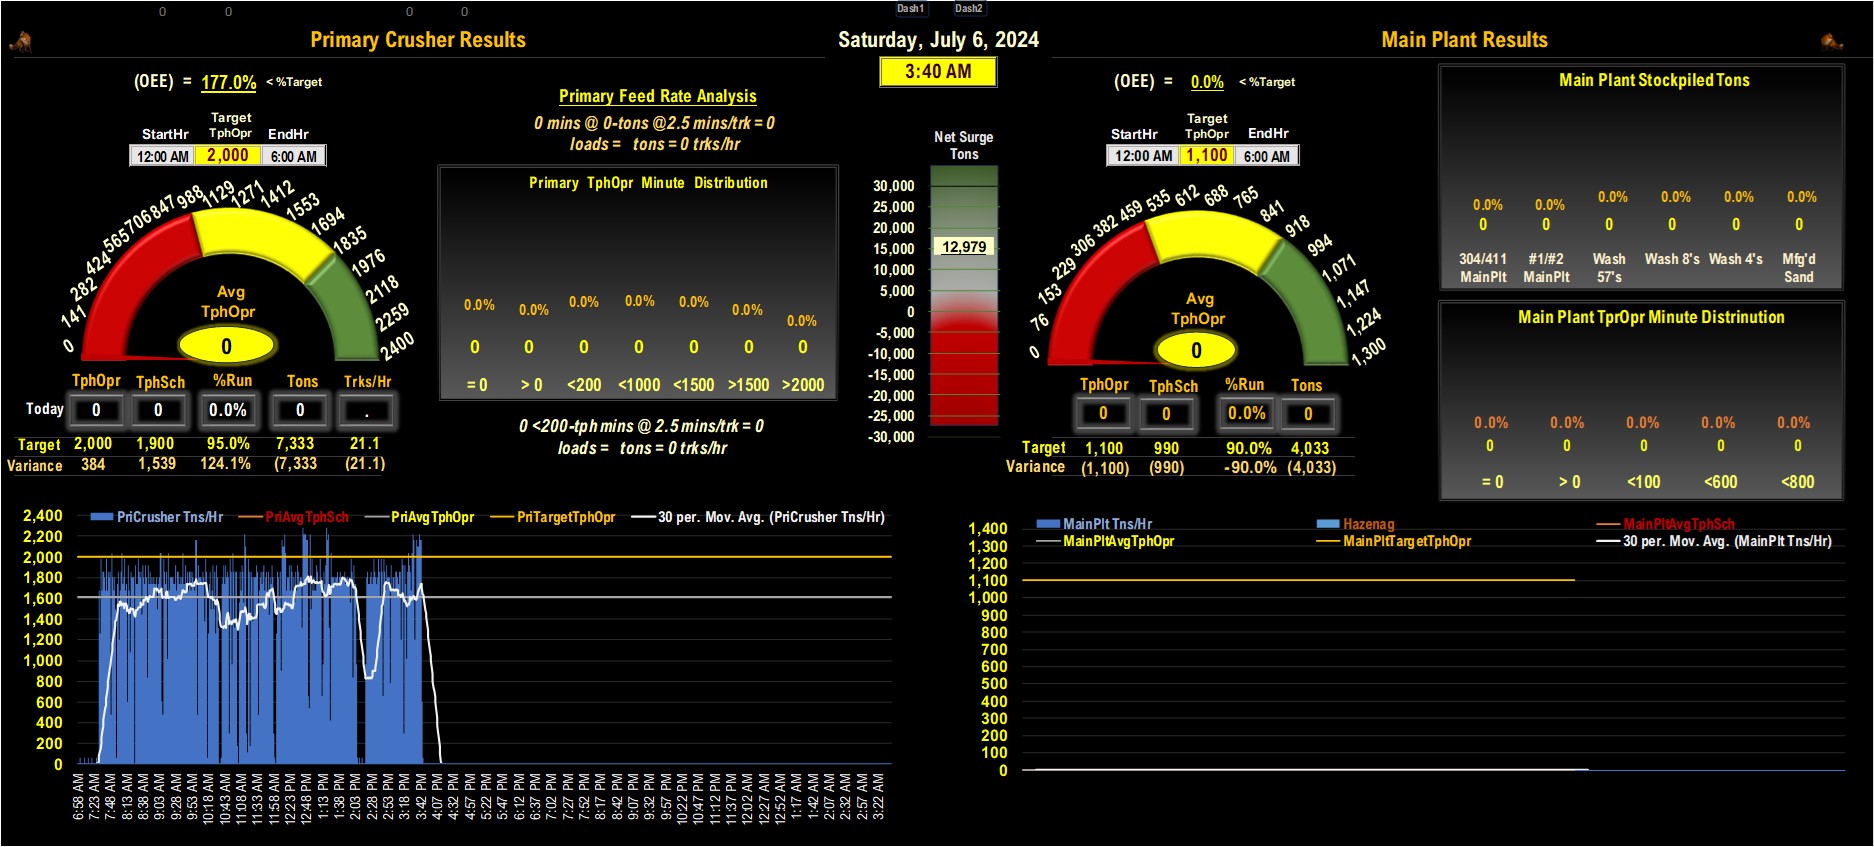 0 0 0 0 Dash1 Dash2
Primary Crusher Results
Saturday, July 6, 2024
Main Plant Results
3:40 AM
(OEE) = 177.0% < %Target
Target
StartHr TphOpr EndHr
12:00 AM 2,000 6:00 AM
0 141 282 424 565 706 847 988 1129 1271 1412 1553 1694 1835 1976 2118 2259 2400
Avg
TphOpr
0
TphOpr TphSch %Run Tons Trks/Hr
Today 0 0 0.0% 0 .
Target 2,000 1,900 95.0% 7,333 21.1
Variance 384 1,539 124.1% (7,333 (21.1)
Primary Feed Rate Analysis
0 mins @ 0-tons @2.5 mins/trk = 0
loads = tons = 0 trks/hr
Primary TphOpr Minute Distribution
0.0% 0.0% 0.0% 0.0% 0.0% 0.0% 0.0%
0 0 0 0 0 0 0
= 0 > 0 <200 <1000 <1500 >1500 >2000
0 <200-tph mins @ 2.5 mins/trk = 0
loads = tons = 0 trks/hr
Net Surge
Tons
30,000
25,000
20,000
15,000
12,979
10,000
5,000
0
-5,000
-10,000
-15,000
-20,000
-25,000
-30,000
(OEE) = 0.0% < %Target
Target
StartHr TphOpr EndHr
12:00 AM 1,100 6:00 AM
0 76 153 229 306 382 459 535 612 688 765 841 918 994 1,071 1,147 1,224 1,300
Avg
TphOpr
0
TphOpr TphSch %Run Tons
0 0 0.0% 0
Target 1,100 990 90.0% 4,033
Variance (1,100) (990) -90.0% (4,033)
Main Plant Stockpiled Tons
0.0% 0.0% 0.0% 0.0% 0.0% 0.0%
0 0 0 0 0 0
304/411 #1/#2 Wash Wash 8's Wash 4's Mfg'd
MainPlt MainPlt 57's Sand
Main Plant TprOpr Minute Distrinution
0.0% 0.0% 0.0% 0.0% 0.0%
0 0 0 0 0
= 0 > 0 <100 <600 <800
PriCrusher Tns/Hr PriAvgTphSch PriAvgTphOpr PriTargetTphOpr 30 per. Mov. Avg. (PriCrusher Tns/Hr)
2,400
2,200
2,000
1,800
1,600
1,400
1,200
1,000
800
600
400
200
0
6:58 AM 7:23 AM 7:48 AM 8:13 AM 8:38 AM 9:03 AM 9:28 AM 9:53 AM 10:18 AM 10:43 AM 11:08 AM 11:33 AM 11:58 AM 12:23 PM 12:48 PM 1:13 PM 1:38 PM 2:03 PM 2:28 PM 2:53 PM 3:18 PM 3:42 PM 4:07 PM 4:32 PM 4:57 PM 5:22 PM 5:47 PM 6:12 PM 6:37 PM 7:02 PM 7:27 PM 7:52 PM 8:17 PM 8:42 PM 9:07 PM 9:32 PM 9:57 PM 10:22 PM 10:47 PM 11:12 PM 11:37 PM 12:02 AM 12:27 AM 12:52 AM 1:17 AM 1:42 AM 2:07 AM 2:32 AM 2:57 AM 3:22 AM
MainPlt Tns/Hr Hazenag MainPltAvgTphSch
MainPltAvgTphOpr MainPltTargetTphOpr 30 per. Mov. Avg. (MainPlt Tns/Hr)
1,400
1,300
1,200
1,100
1,000
900
800
700
600
500
400
300
200
100
0